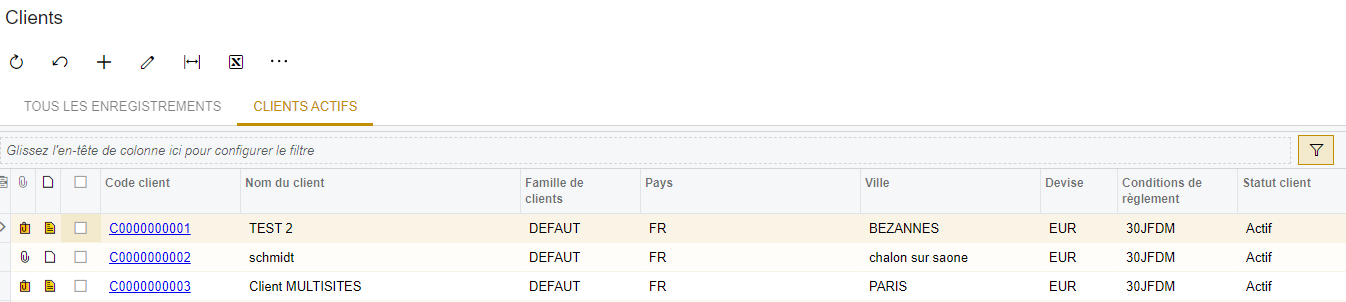 Clients
TOUS LES ENREGISTREMENTS CLIENTS ACTIFS
Glissez l'en-tête de colonne ici pour configurer le filtre
Code client Nom du client Famille de clients Pays Ville Devise Conditions de règlement Statut client
C0000000001 TEST 2 DEFAUT FR BEZANNES EUR 30JFDM Actif
C0000000002 schmidt DEFAUT FR chalon sur saone EUR 30JFDM Actif
C0000000003 Client MULTISITES DEFAUT FR PARIS EUR 30JFDM Actif